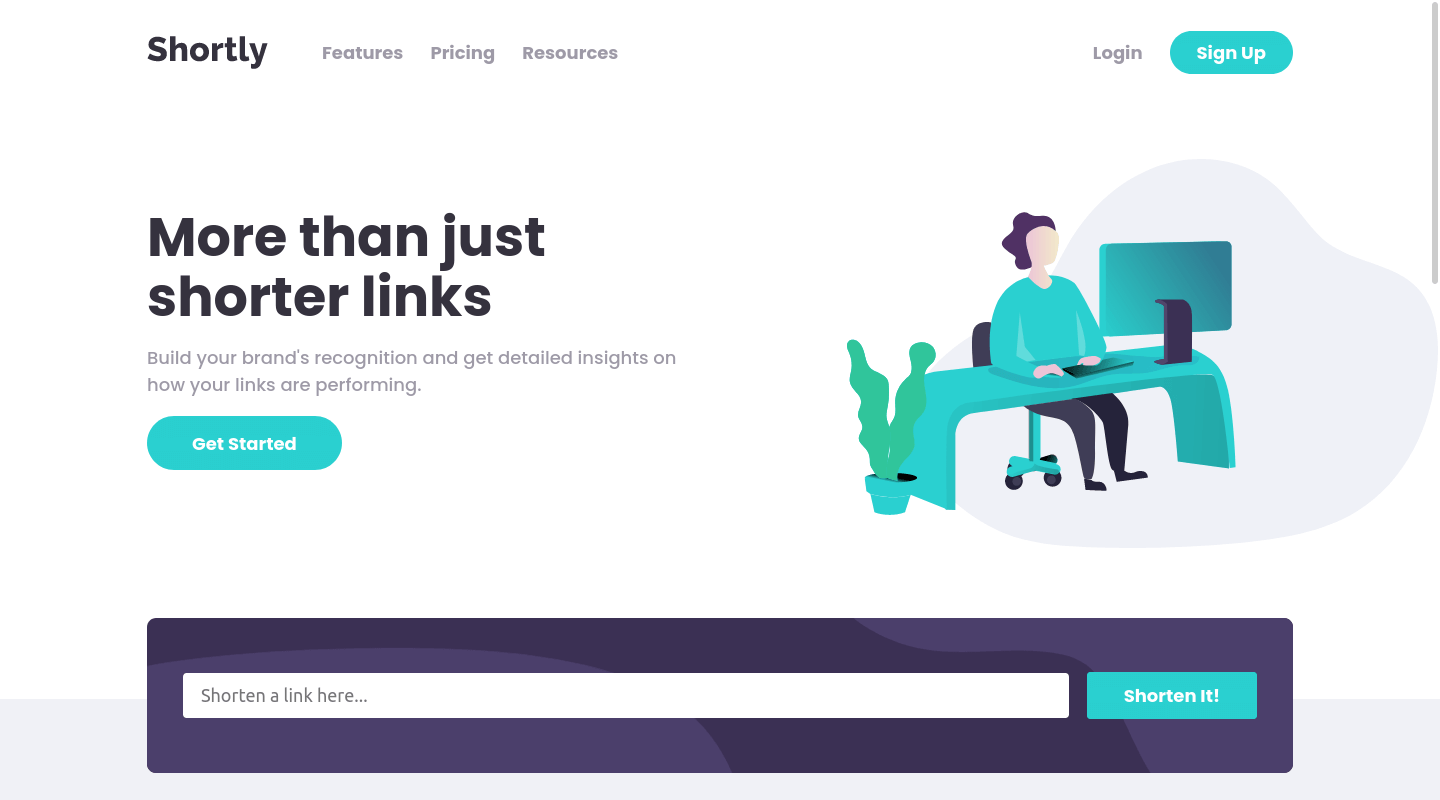 Shortly
Features
Pricing
Resources
Login
Sign Up
More than just
shorter links
Build your brand's recognition and get detailed insights on
how your links are performing.
Get Started
Shorten a link here...
Shorten It!